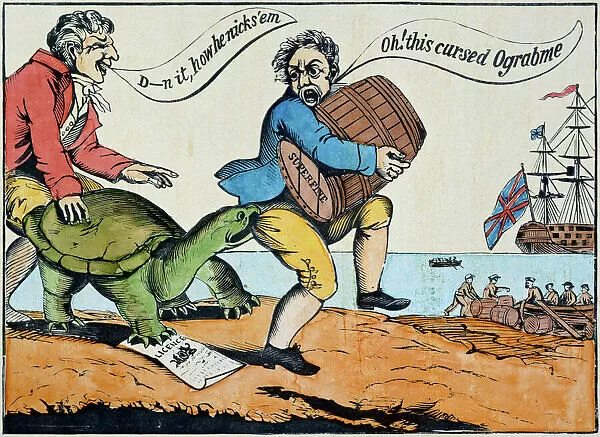 D—n it, how he nicks 'em
Oh! this cursed Ograbme
SUPERFINE
LICENCE